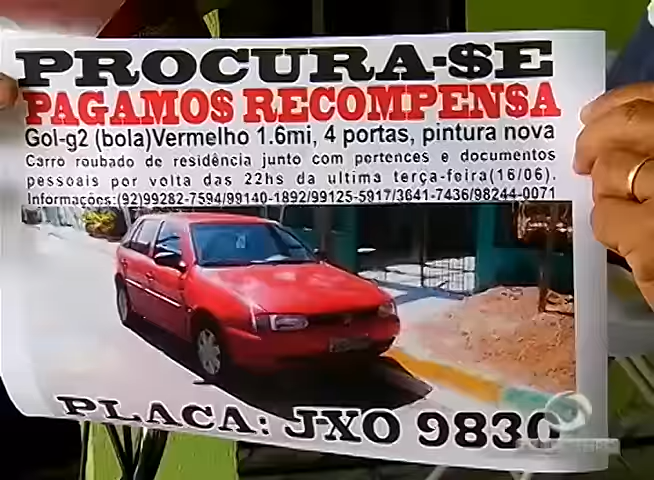 PROCURA-$E
PAGAMOS RECOMPEN$A
Gol-g2 (bola)Vermelho 1.6mi, 4 portas, pintura nova
Carro roubado de residência junto com pertences e documentos
pessoais por volta das 22hs da ultima terça-feira(16/06).
Informações:(92)99282-7594/99140-1892/99125-5917/3641-7436/98244-0071
PLACA: JXO 9830